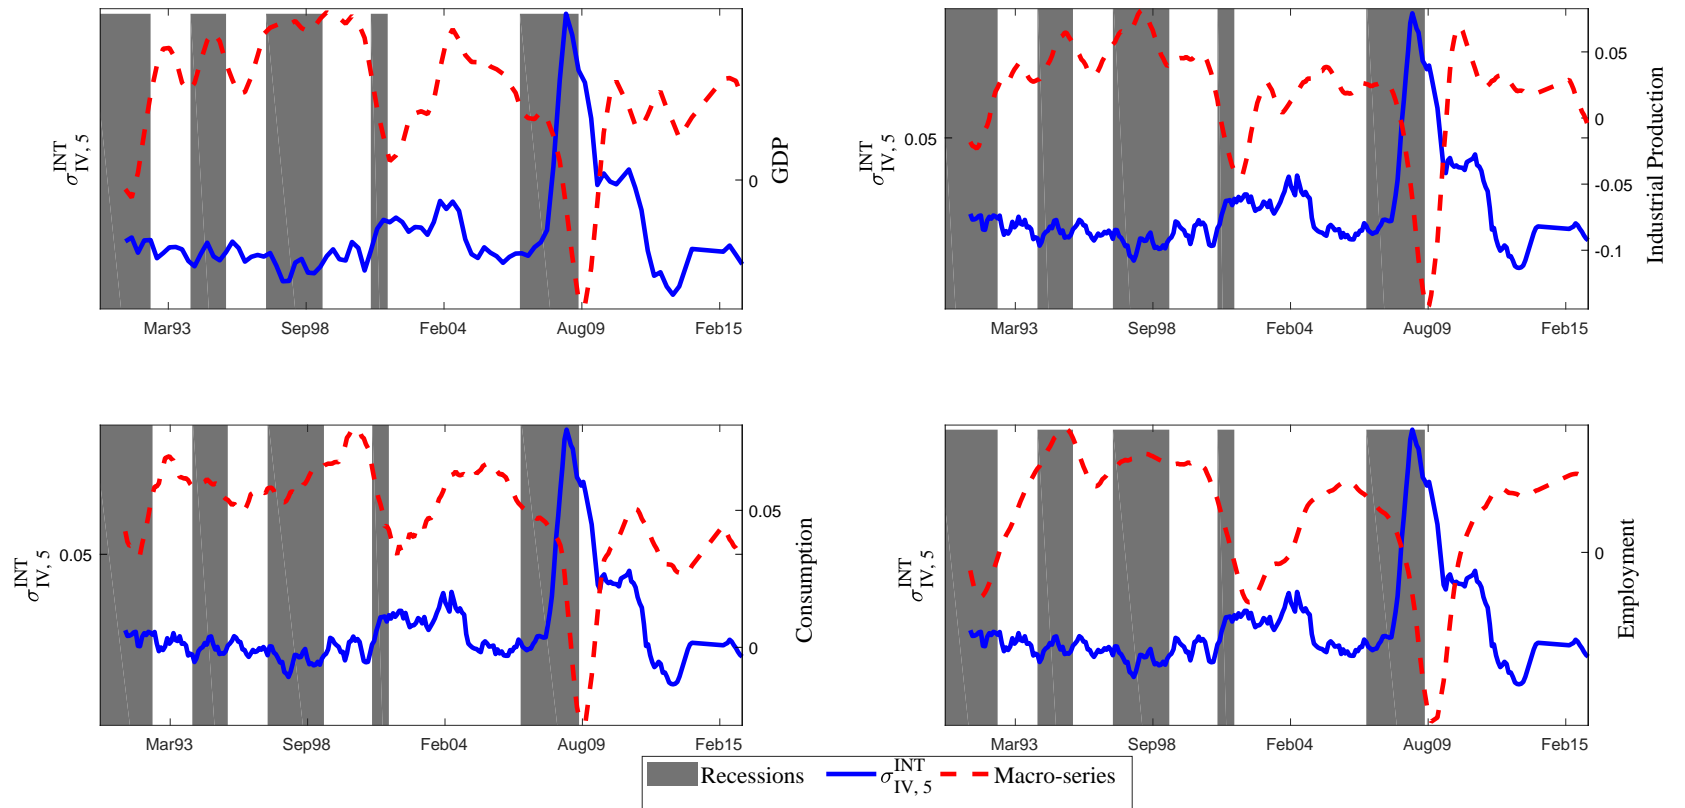 σ^INT_IV, 5
0
GDP
Mar93 Sep98 Feb04 Aug09 Feb15
σ^INT_IV, 5
0.05
0.05
0
-0.05
-0.1
Industrial Production
Mar93 Sep98 Feb04 Aug09 Feb15
σ^INT_IV, 5
0.05
0.05
0
Consumption
Mar93 Sep98 Feb04 Aug09 Feb15
σ^INT_IV, 5
0
Employment
Mar93 Sep98 Feb04 Aug09 Feb15
Recessions σ^INT_IV, 5 Macro-series